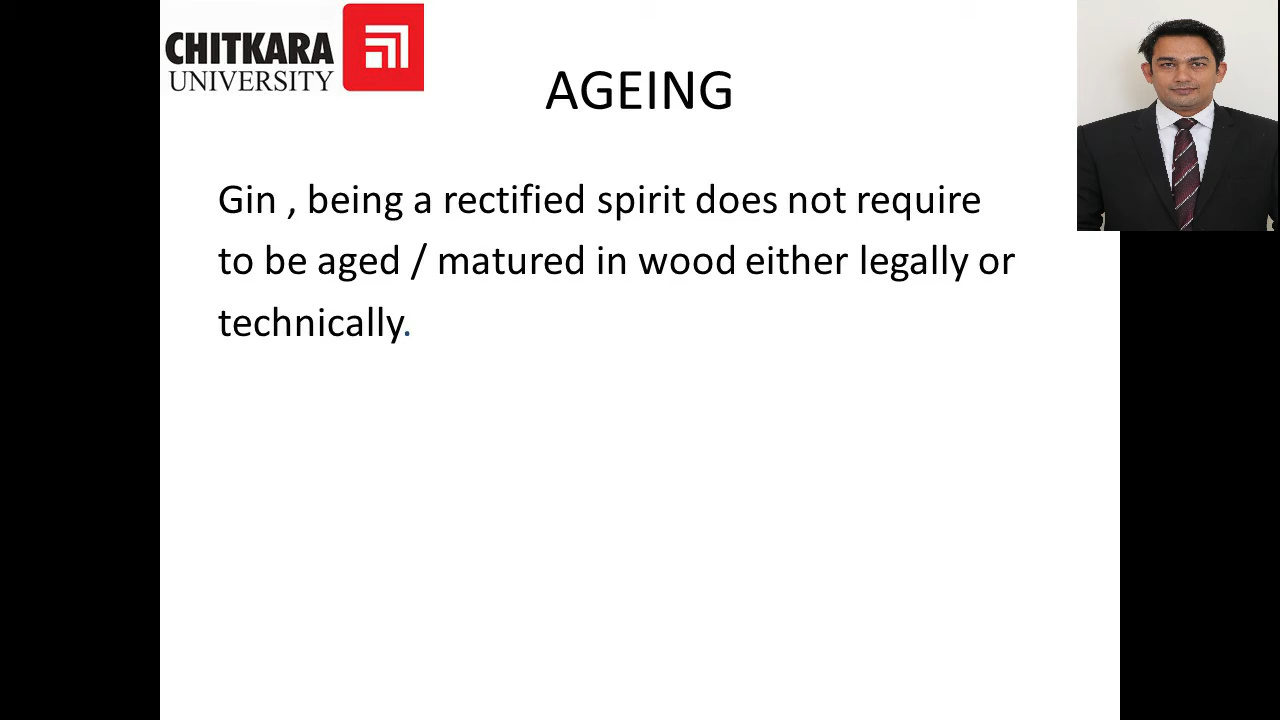 CHITKARA
UNIVERSITY
AGEING
Gin , being a rectified spirit does not require
to be aged / matured in wood either legally or
technically.